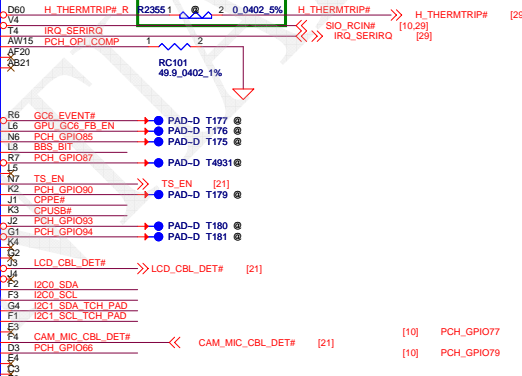 D60 H_THERMTRIP#_R R2355 1 @ 2 0_0402_5% H_THERMTRIP# H_THERMTRIP# [29
V4 SIO_RCIN# [10,29]
T4 IRQ_SERIRQ IRQ_SERIRQ [29]
AW15 PCH_OPI_COMP 1 2
AF20
AB21
RC101
49.9_0402_1%
R6 GC6_EVENT# PAD~D T177 @
L6 GPU_GC6_FB_EN PAD~D T176 @
N6 PCH_GPIO85 PAD~D T175 @
L8 BBS_BIT
R7 PCH_GPIO87 PAD~D T4931 @
L5
N7 TS_EN TS_EN [21]
K2 PCH_GPIO90 PAD~D T179 @
J1 CPPE#
K3 CPUSB#
J2 PCH_GPIO93 PAD~D T180 @
G1 PCH_GPIO94 PAD~D T181 @
K4
G2
J3 LCD_CBL_DET# LCD_CBL_DET# [21]
J4
F2 I2C0_SDA
F3 I2C0_SCL
G4 I2C1_SDA_TCH_PAD
F1 I2C1_SCL_TCH_PAD
E3 [10] PCH_GPIO77
F4 CAM_MIC_CBL_DET# CAM_MIC_CBL_DET# [21]
D3 PCH_GPIO66 [10] PCH_GPIO79
E4
C3